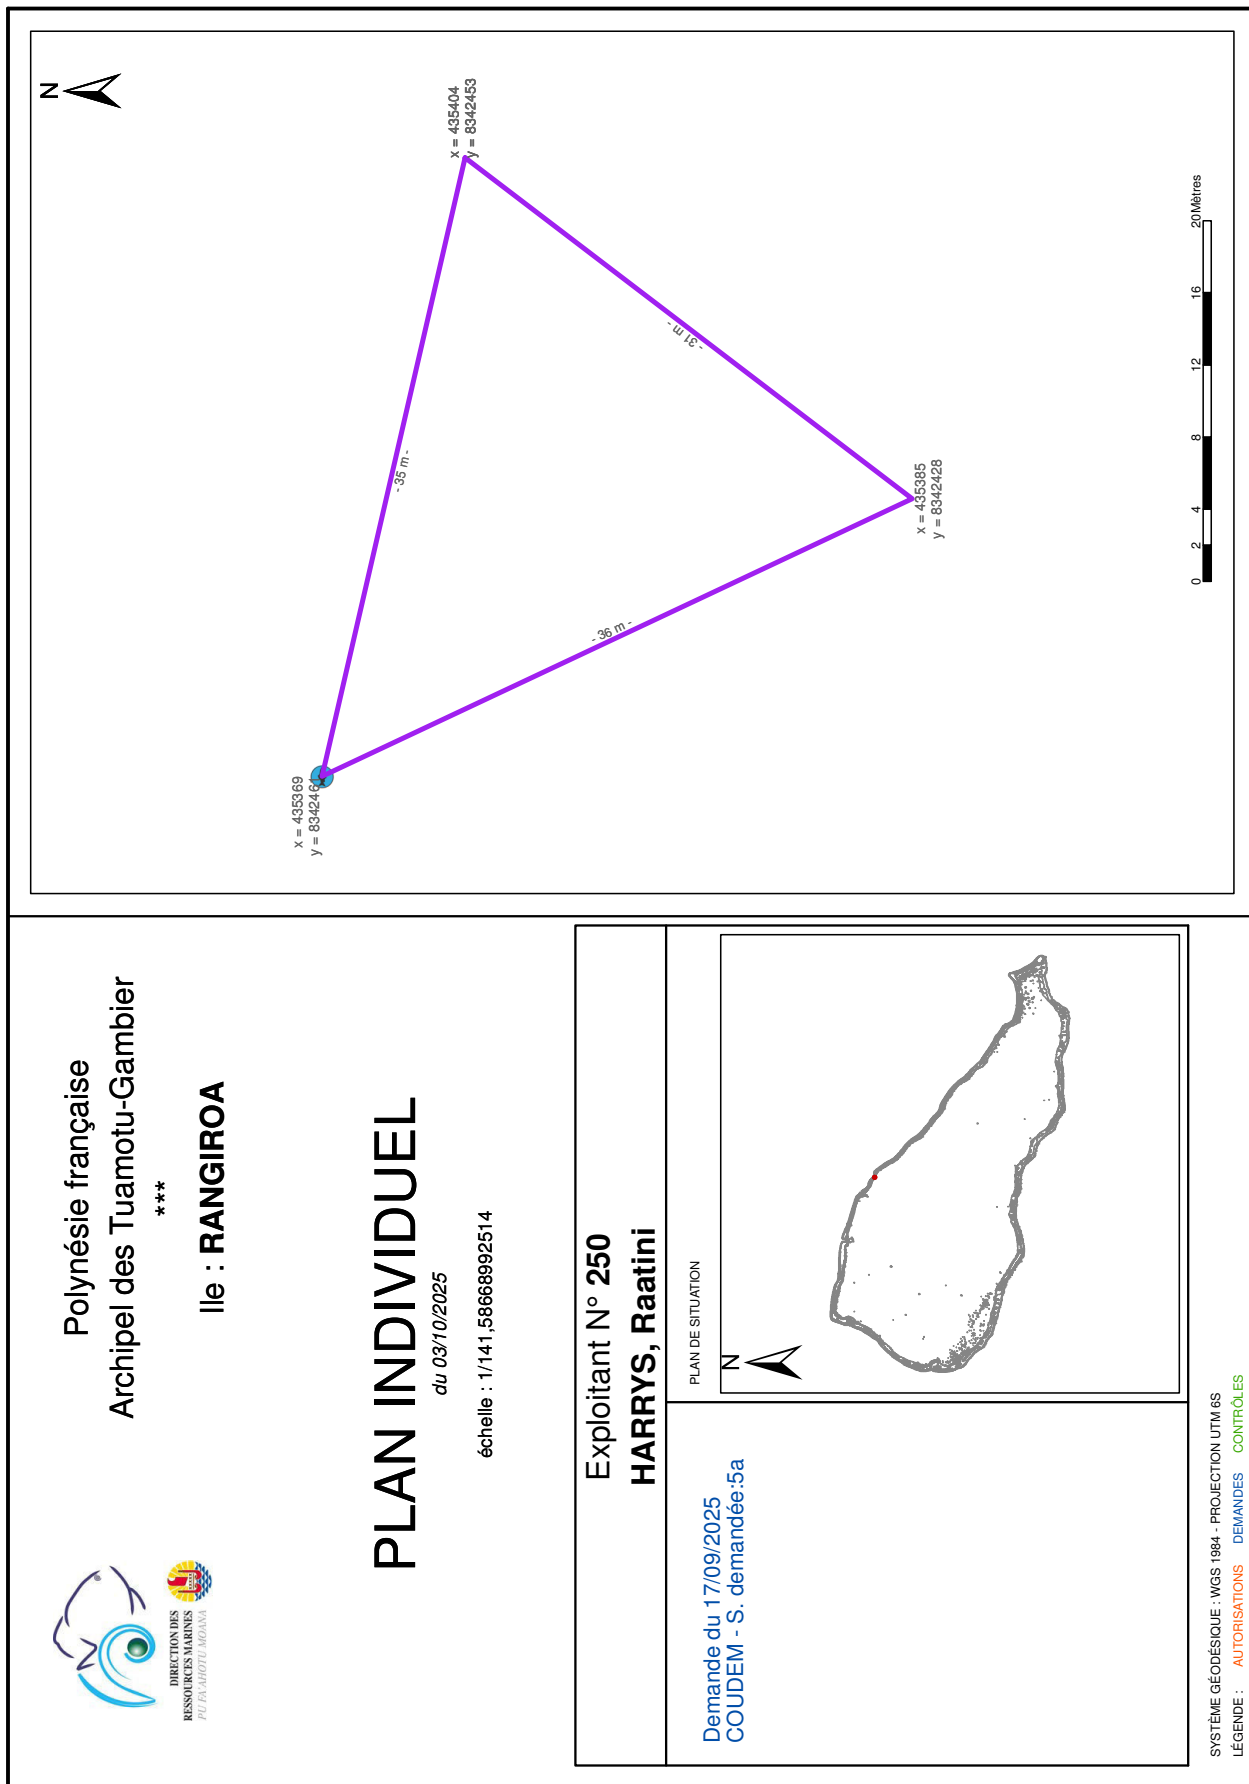 Polynésie française
Archipel des Tuamotu-Gambier
***
Ile : RANGIROA
DIRECTION DES
RESSOURCES MARINES
PU FA'AHOTU MOANA
PLAN INDIVIDUEL
du 03/10/2025
échelle : 1/141,58668992514
Exploitant N° 250
HARRYS, Raatini
Demande du 17/09/2025
COUDEM - S. demandée:5a
PLAN DE SITUATION
N
SYSTÈME GÉODÉSIQUE : WGS 1984 - PROJECTION UTM 6S
LÉGENDE : AUTORISATIONS DEMANDES CONTRÔLES
N
x = 435369
y = 8342461
x = 435404
y = 8342453
- 35 m -
- 31 m -
- 36 m -
x = 435385
y = 8342428
0 2 4 8 12 16 20 Mètres